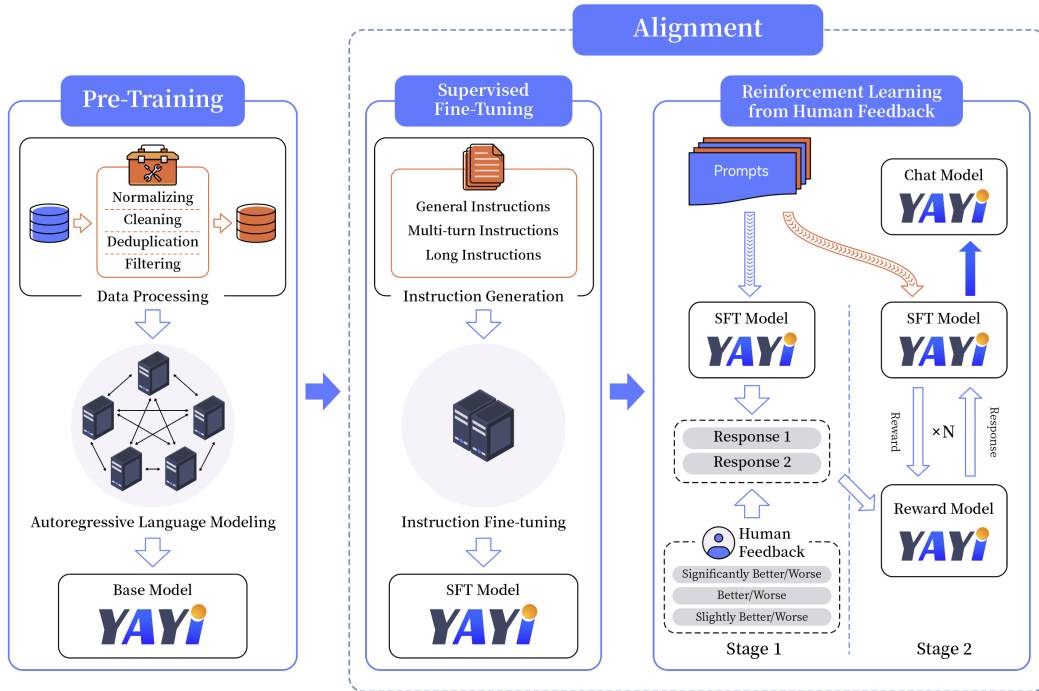 Alignment
Pre-Training
Normalizing
Cleaning
Deduplication
Filtering
Data Processing
Autoregressive Language Modeling
Base Model
YAYi
Supervised
Fine-Tuning
General Instructions
Multi-turn Instructions
Long Instructions
Instruction Generation
Instruction Fine-tuning
SFT Model
YAYi
Reinforcement Learning
from Human Feedback
Prompts
SFT Model
YAYi
Response 1
Response 2
Human
Feedback
Significantly Better/Worse
Better/Worse
Slightly Better/Worse
Stage 1
Chat Model
YAYi
SFT Model
YAYi
Reward
×N
Response
Reward Model
YAYi
Stage 2